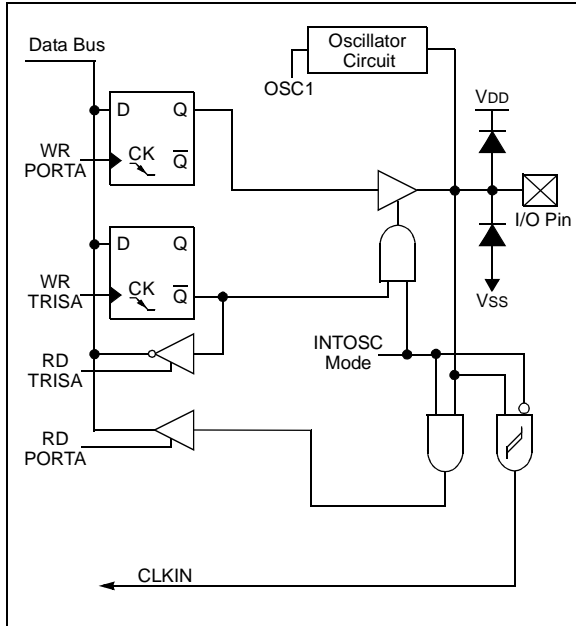 Data Bus
Oscillator
Circuit
OSC1
VDD
D
Q
WR
PORTA
CK
Q
I/O Pin
D
Q
WR
TRISA
CK
Q
VSS
INTOSC
Mode
RD
TRISA
RD
PORTA
CLKIN